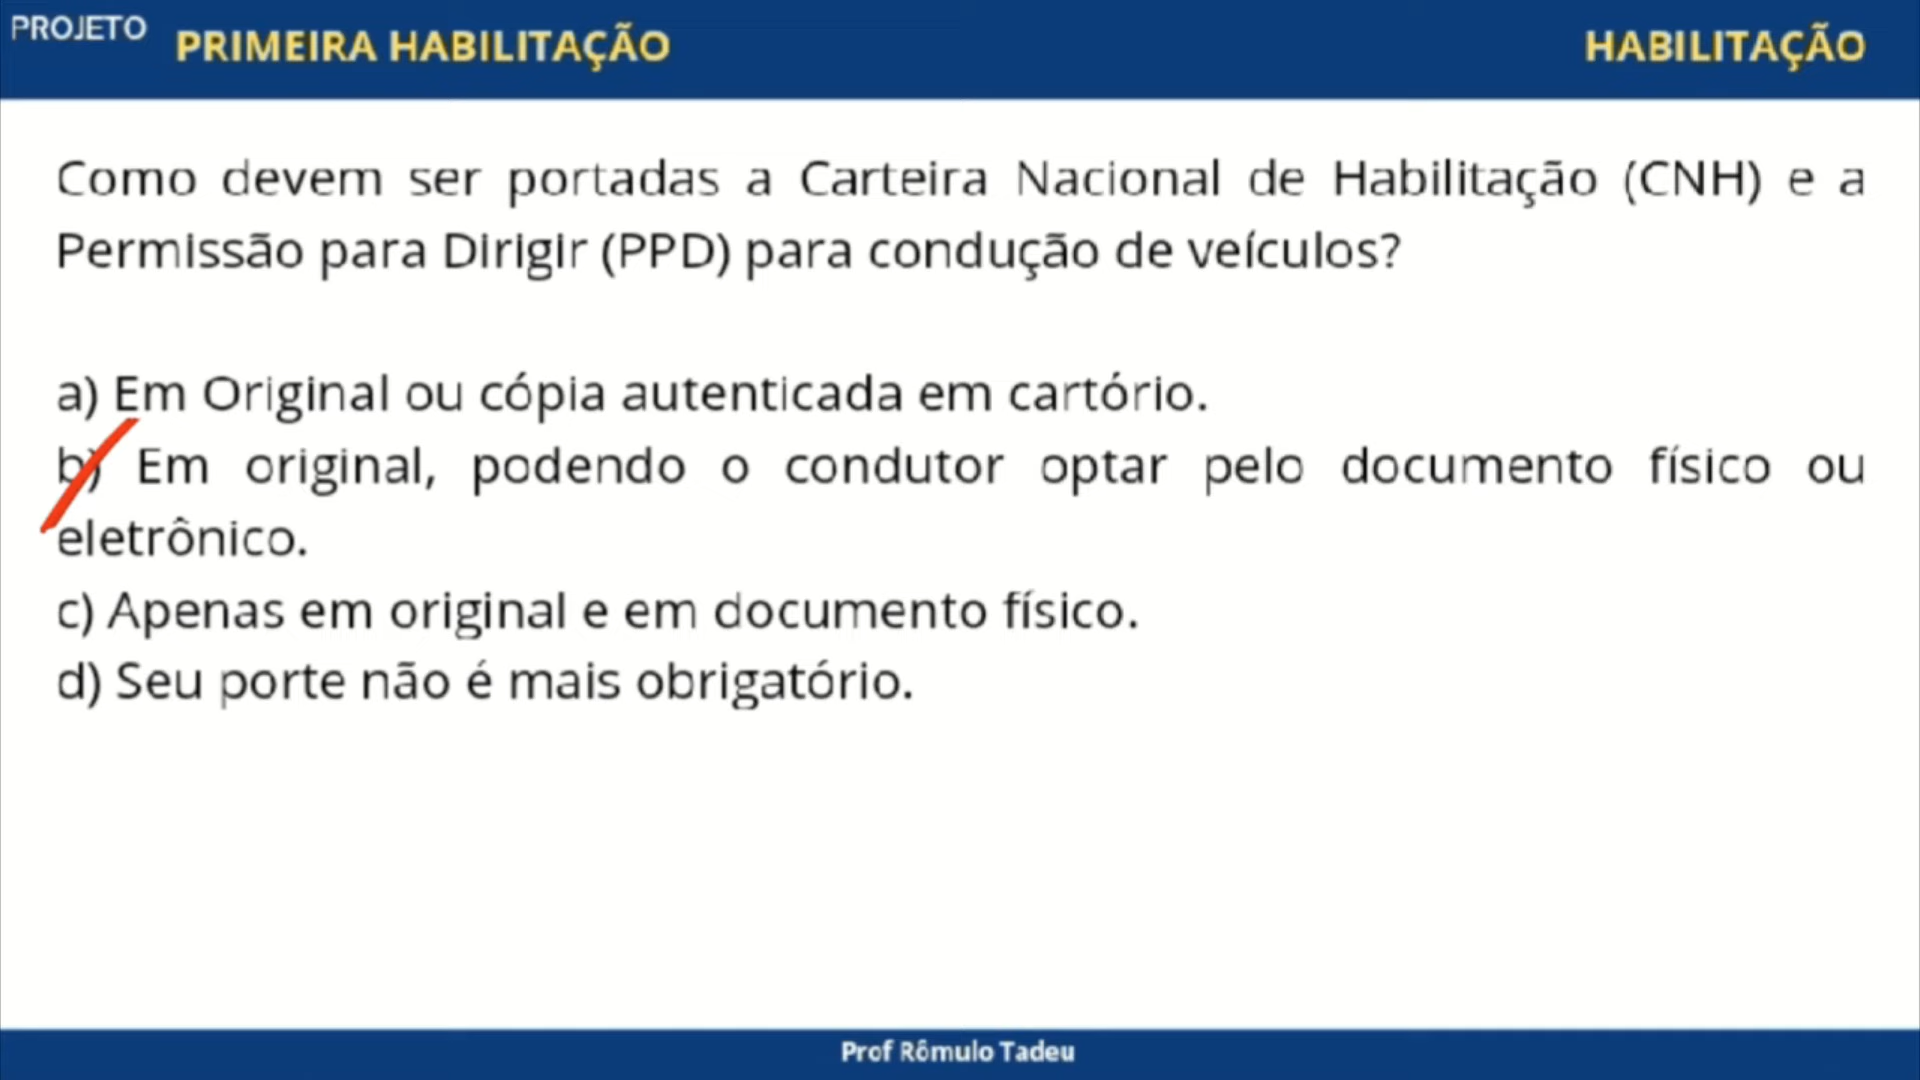 PROJETO
PRIMEIRA HABILITAÇÃO
HABILITAÇÃO
Como devem ser portadas a Carteira Nacional de Habilitação (CNH) e a
Permissão para Dirigir (PPD) para condução de veículos?
a) Em Original ou cópia autenticada em cartório.
b) Em original, podendo o condutor optar pelo documento físico ou
eletrônico.
c) Apenas em original e em documento físico.
d) Seu porte não é mais obrigatório.
Prof Rômulo Tadeu